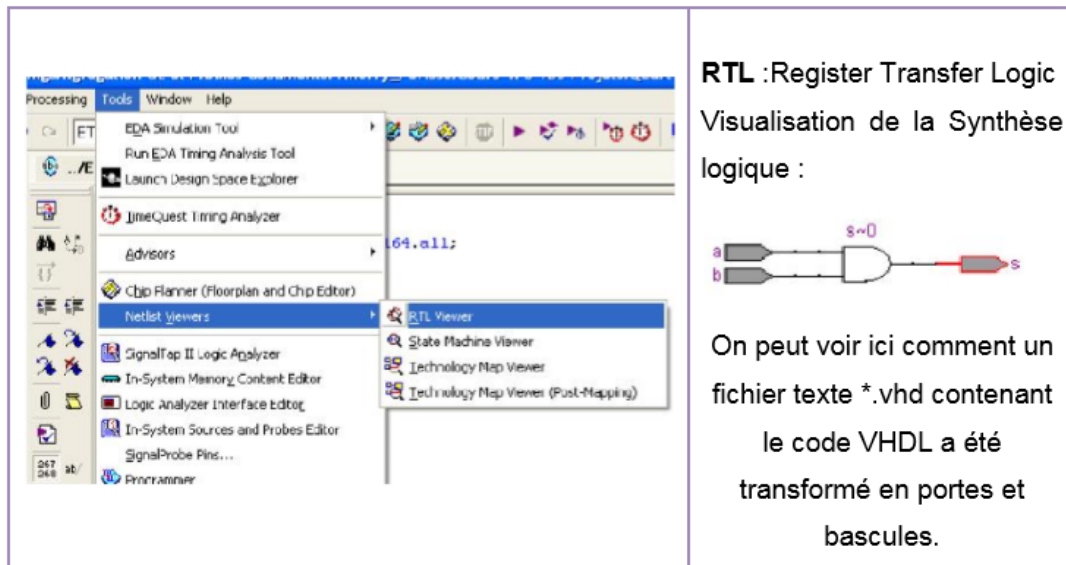 Processing Tools Window Help
EDA Simulation Tool
Run EDA Timing Analysis Tool
Launch Design Space Explorer
TimeQuest Timing Analyzer
Advisors
Chip Planner (Floorplan and Chip Editor)
Netlist Viewers
SignalTap II Logic Analyzer
In-System Memory Content Editor
Logic Analyzer Interface Editor
In-System Sources and Probes Editor
SignalProbe Pins...
Programmer
RTL Viewer
State Machine Viewer
Technology Map Viewer
Technology Map Viewer (Post-Mapping)
FT
../E
164.all;
267
268
ab/
RTL :Register Transfer Logic
Visualisation de la Synthèse
logique :
s~0
a
b
s
On peut voir ici comment un
fichier texte *.vhd contenant
le code VHDL a été
transformé en portes et
bascules.